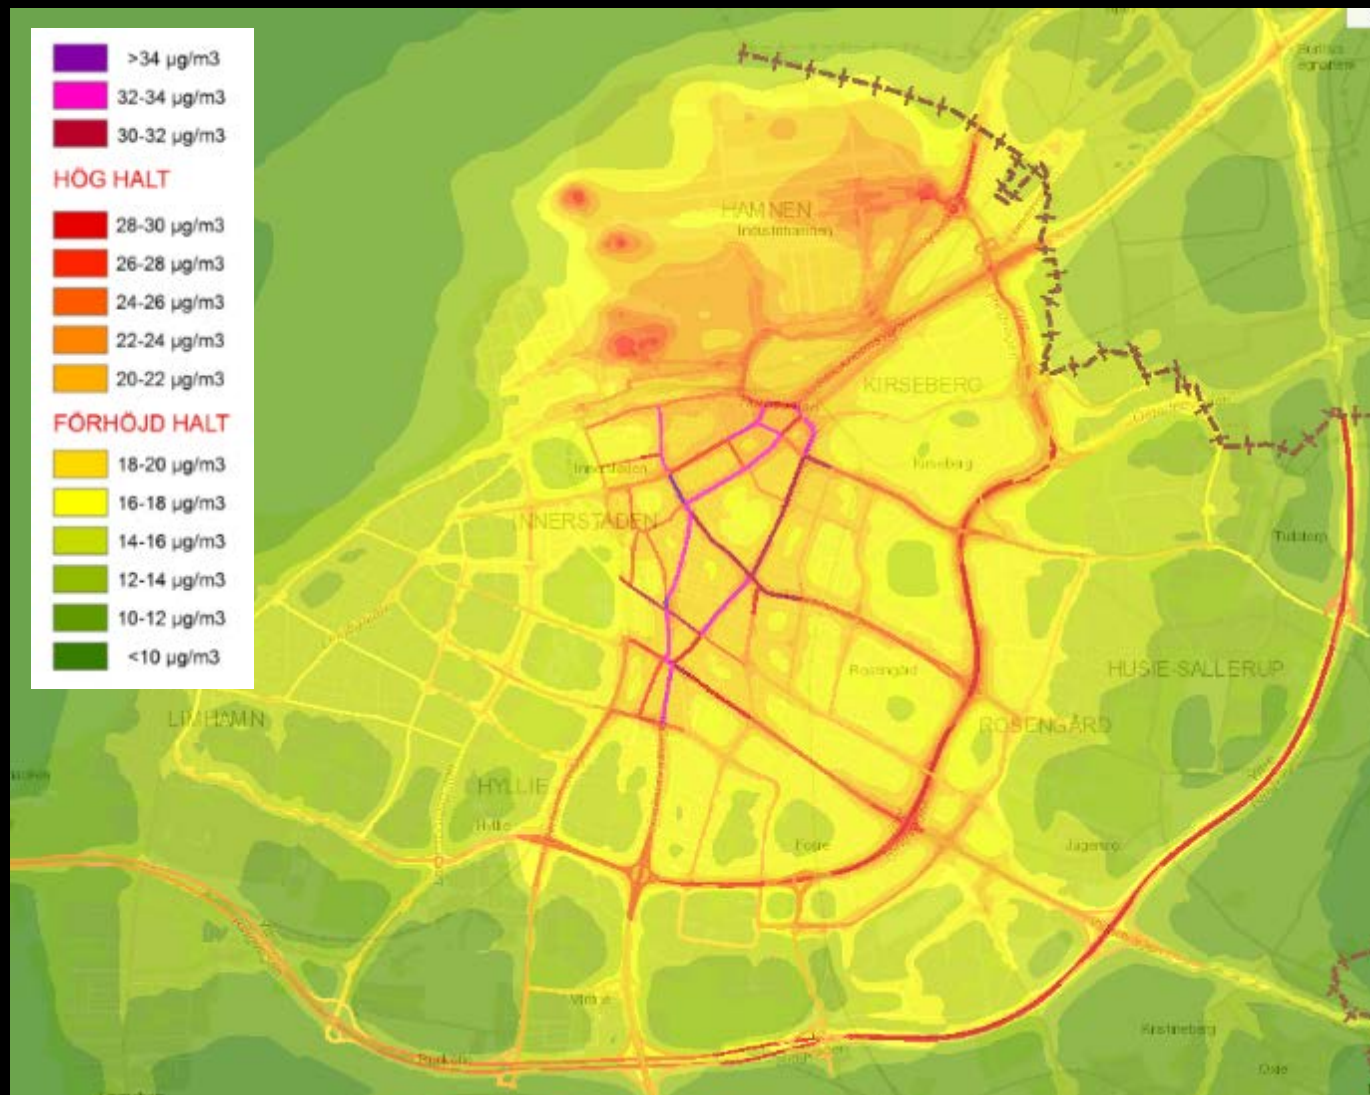 >34 µg/m3
32-34 µg/m3
30-32 µg/m3
HÖG HALT
28-30 µg/m3
26-28 µg/m3
24-26 µg/m3
22-24 µg/m3
20-22 µg/m3
FÖRHÖJD HALT
18-20 µg/m3
16-18 µg/m3
14-16 µg/m3
12-14 µg/m3
10-12 µg/m3
<10 µg/m3
HAMNEN
Industrihamnen
KIRSEBERG
Kirseberg
Innerstaden
INNERSTADEN
Rosengård
HUSIE-SALLERUP
ROSENGÅRD
LIMHAMN
HYLLIE
Hyllie
Fosie
Jägersro
Vintrie
Kristineberg
Oxie